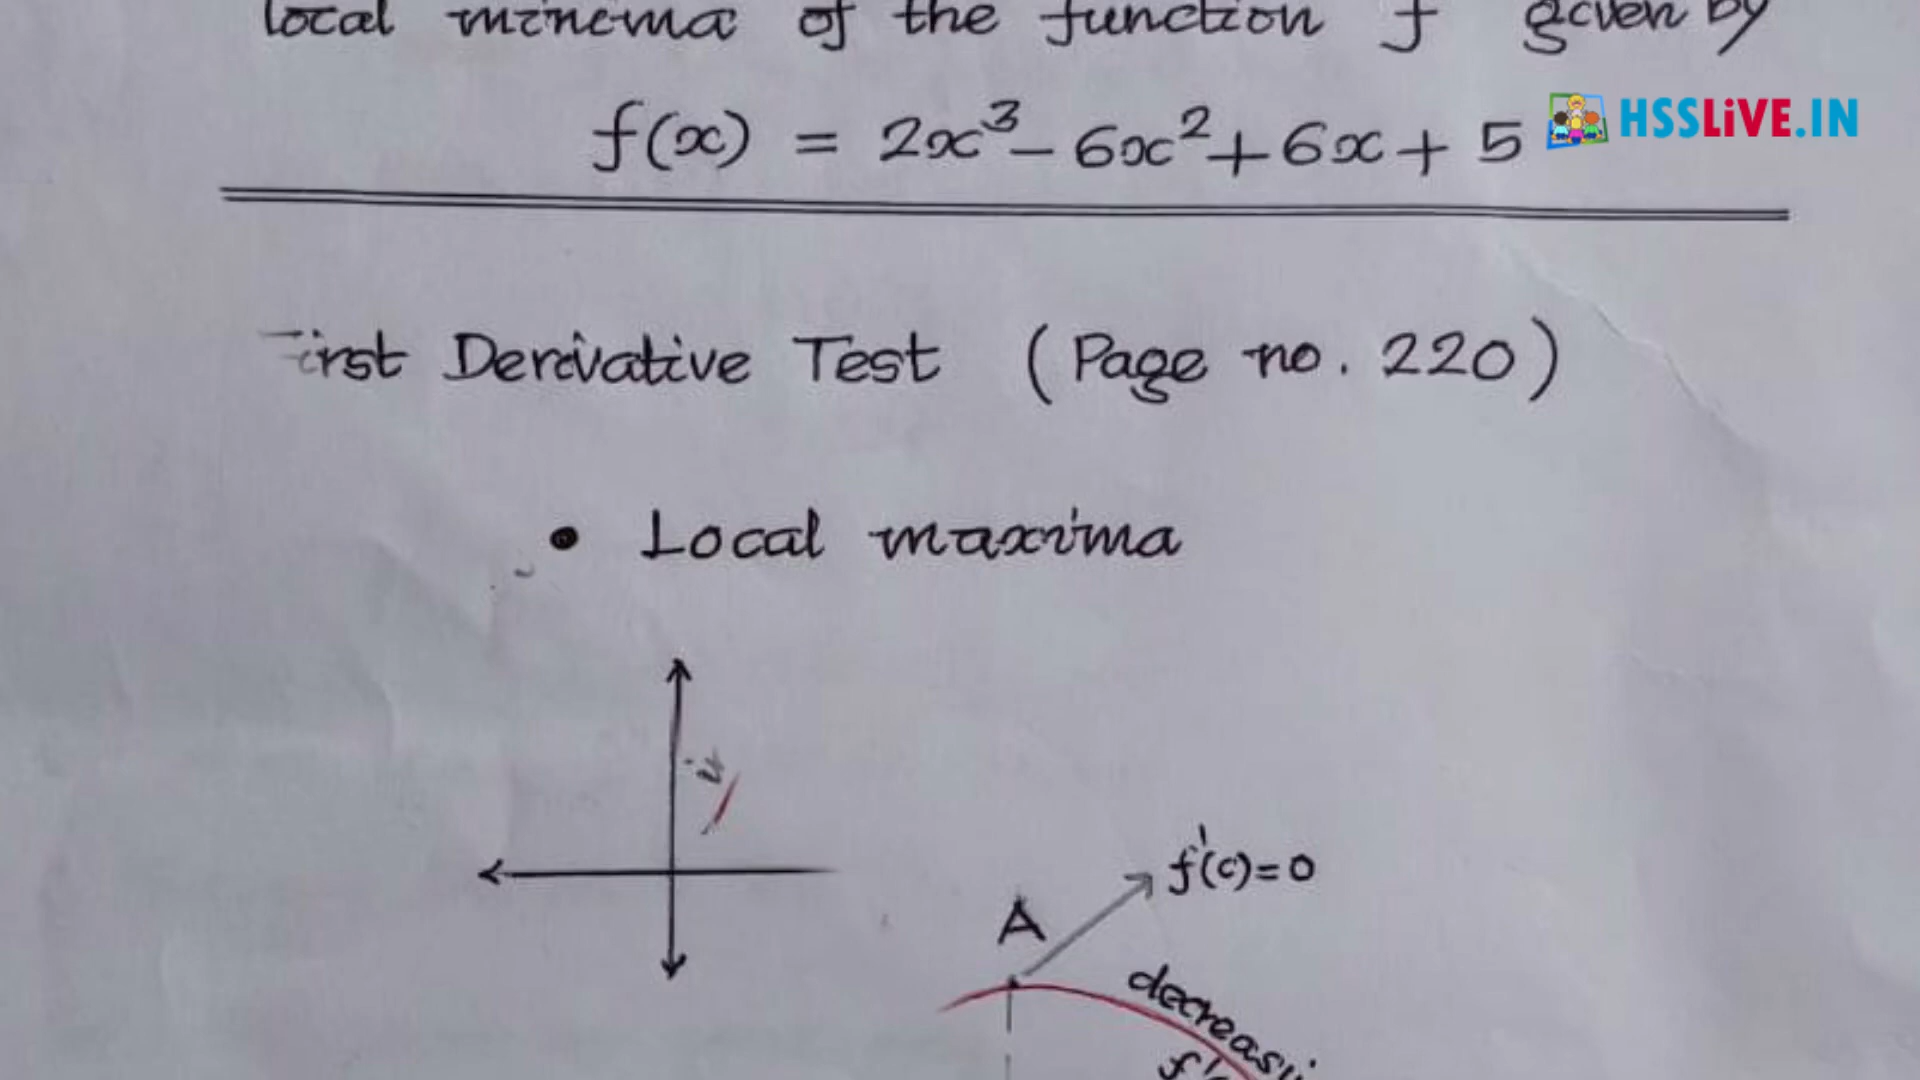 local minima of the function f given by
f(x) = 2x³ - 6x² + 6x + 5
HSSLiVE.IN
First Derivative Test (Page no. 220)
• Local maxima
f'(c)=0
A